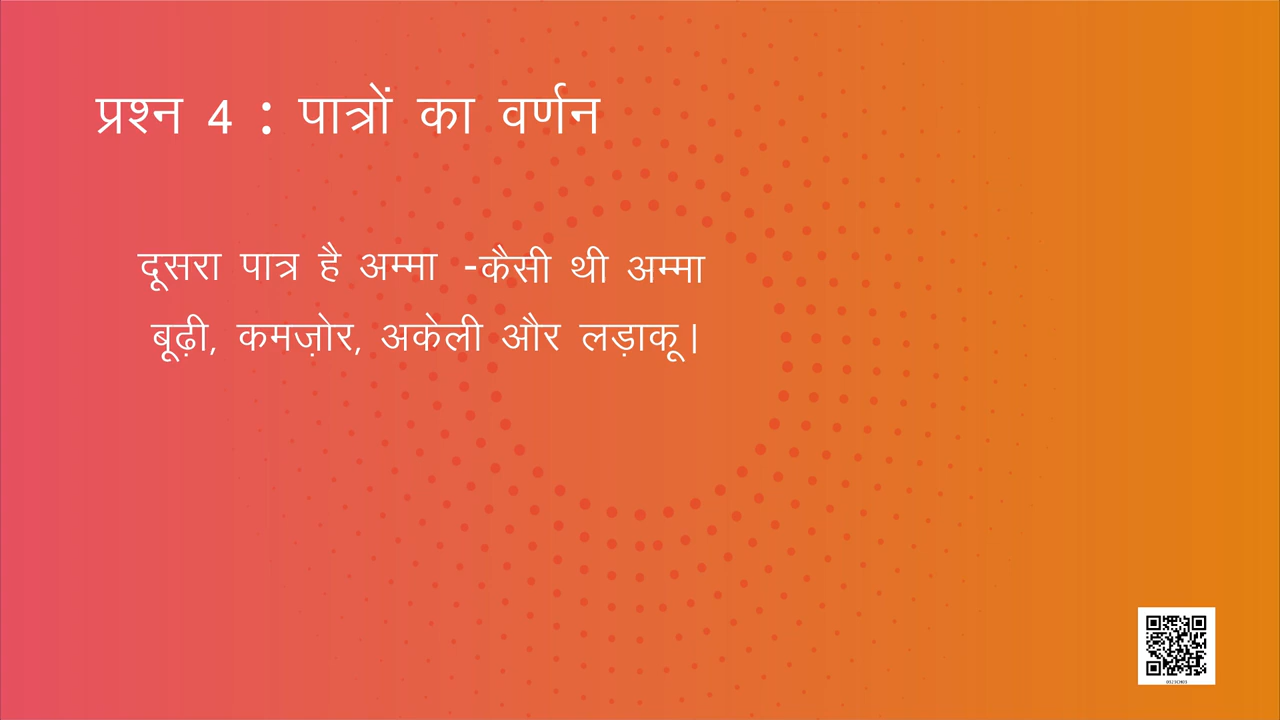 प्रश्न 4 : पात्रों का वर्णन
दूसरा पात्र है अम्मा -कैसी थी अम्मा
बूढ़ी, कमज़ोर, अकेली और लड़ाकू।